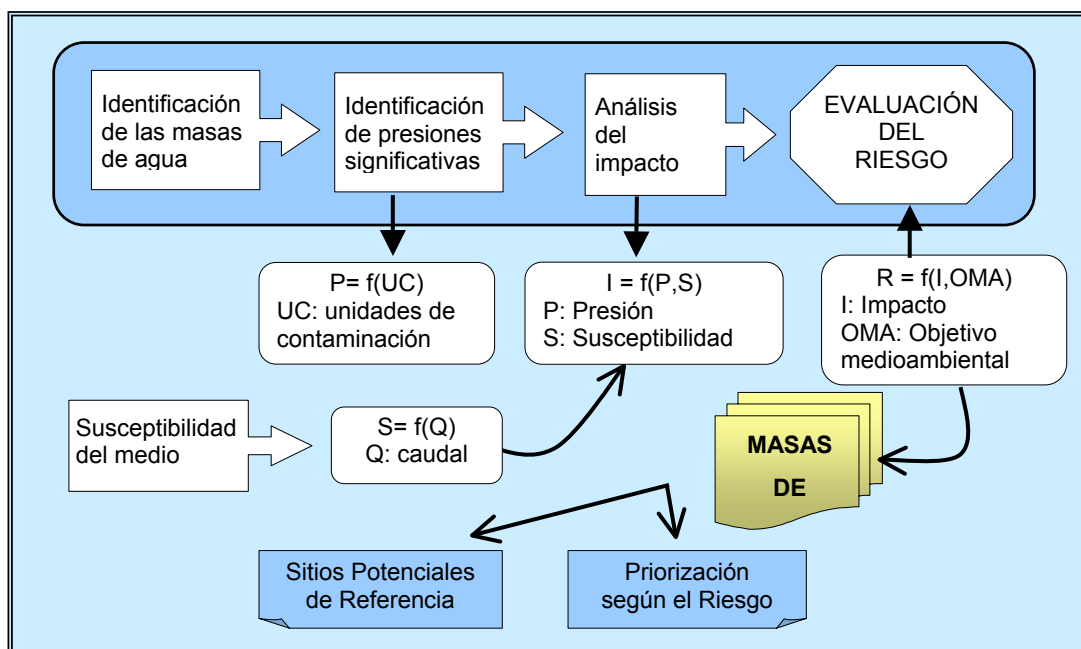 Identificación
de las masas
de agua
Identificación
de presiones
significativas
Análisis
del
impacto
EVALUACIÓN
DEL
RIESGO
P= f(UC)
UC: unidades de
contaminación
I = f(P,S)
P: Presión
S: Susceptibilidad
R = f(I,OMA)
I: Impacto
OMA: Objetivo
medioambiental
Susceptibilidad
del medio
S= f(Q)
Q: caudal
MASAS
DE
Sitios Potenciales
de Referencia
Priorización
según el Riesgo